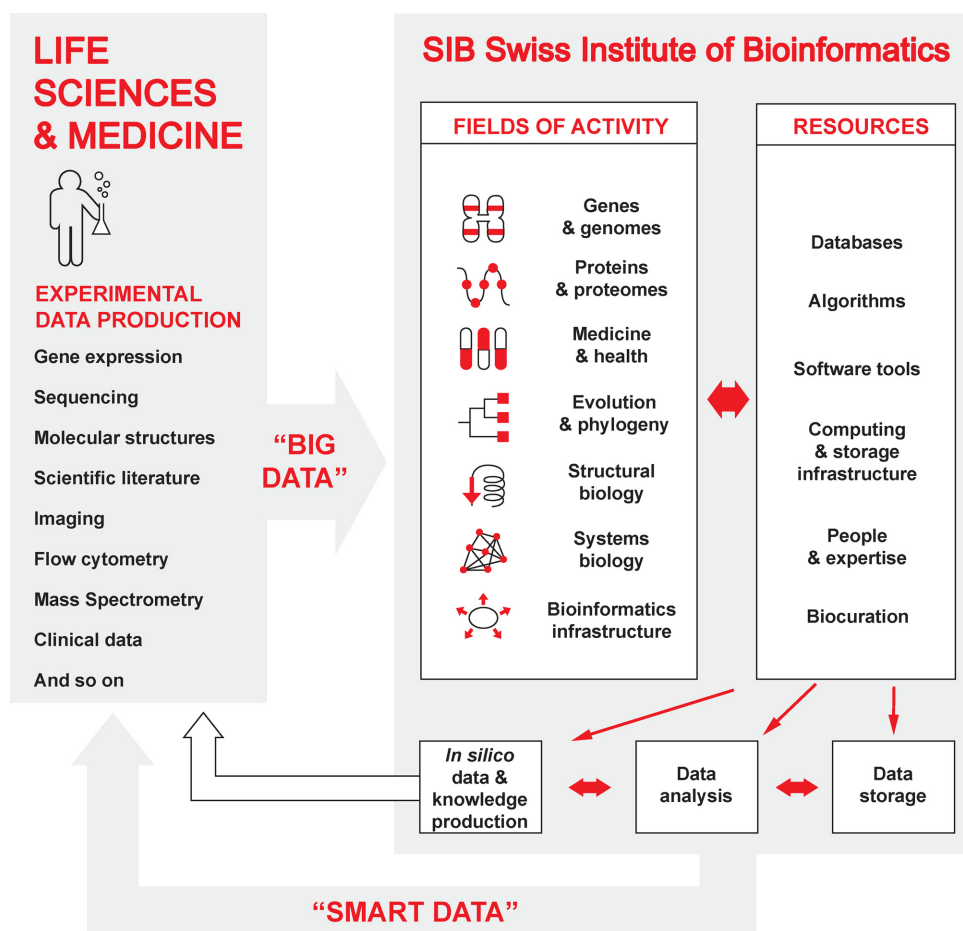 LIFE
SCIENCES
& MEDICINE
EXPERIMENTAL
DATA PRODUCTION
Gene expression
Sequencing
Molecular structures
Scientific literature
Imaging
Flow cytometry
Mass Spectrometry
Clinical data
And so on
“BIG
DATA”
SIB Swiss Institute of Bioinformatics
FIELDS OF ACTIVITY
Genes
& genomes
Proteins
& proteomes
Medicine
& health
Evolution
& phylogeny
Structural
biology
Systems
biology
Bioinformatics
infrastructure
RESOURCES
Databases
Algorithms
Software tools
Computing
& storage
infrastructure
People
& expertise
Biocuration
In silico
data &
knowledge
production
Data
analysis
Data
storage
“SMART DATA”